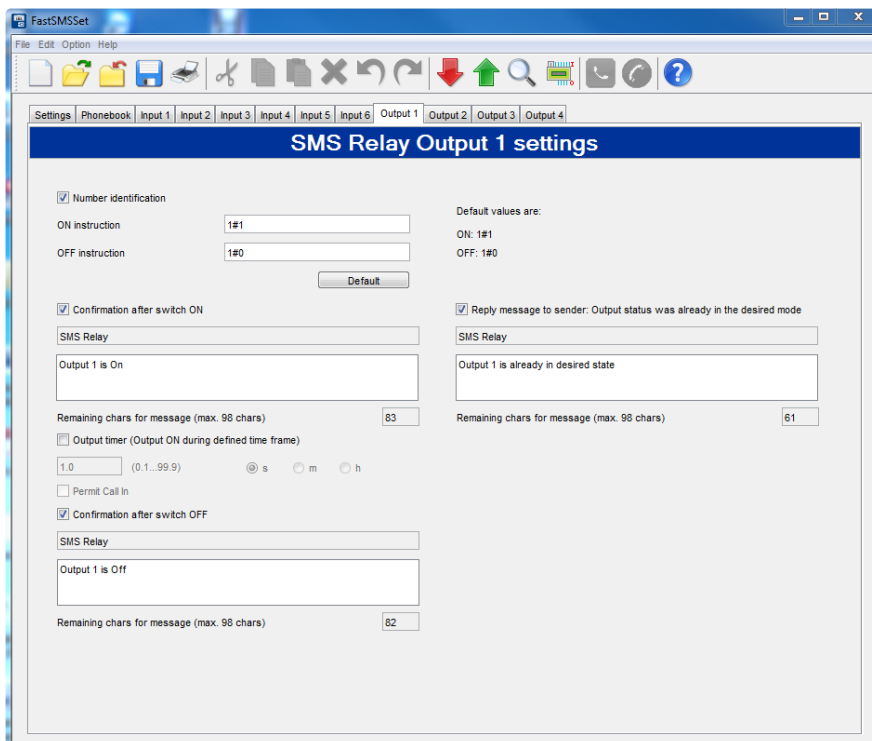 FastSMSSet
File Edit Option Help
Settings Phonebook Input 1 Input 2 Input 3 Input 4 Input 5 Input 6 Output 1 Output 2 Output 3 Output 4
SMS Relay Output 1 settings
Number identification
ON instruction 1#1
OFF instruction 1#0
Default
Default values are:
ON: 1#1
OFF: 1#0
Confirmation after switch ON
SMS Relay
Output 1 is On
Remaining chars for message (max. 98 chars) 83
Reply message to sender: Output status was already in the desired mode
SMS Relay
Output 1 is already in desired state
Remaining chars for message (max. 98 chars) 61
Output timer (Output ON during defined time frame)
1.0 (0.1...99.9) s m h
Permit Call In
Confirmation after switch OFF
SMS Relay
Output 1 is Off
Remaining chars for message (max. 98 chars) 82